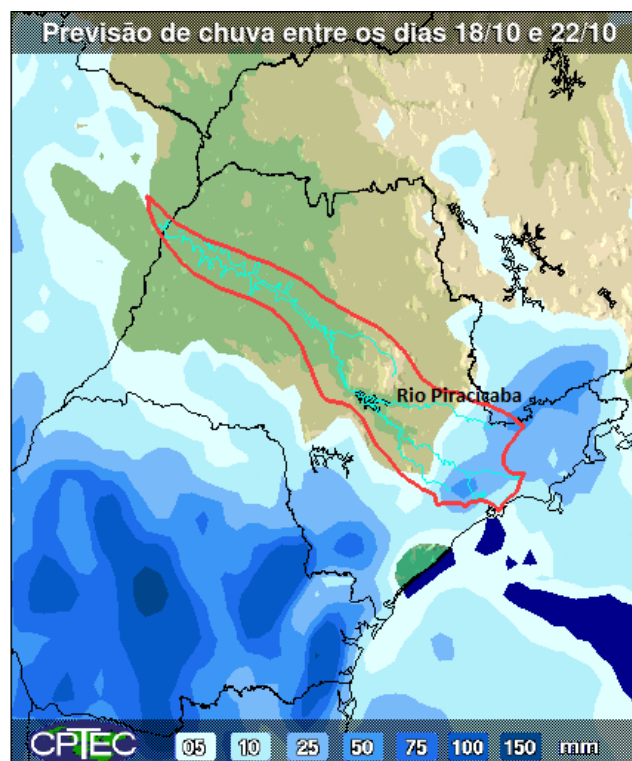 Previsão de chuva entre os dias 18/10 e 22/10
Rio Piracicaba
CPTEC 05 10 25 50 75 100 150 mm